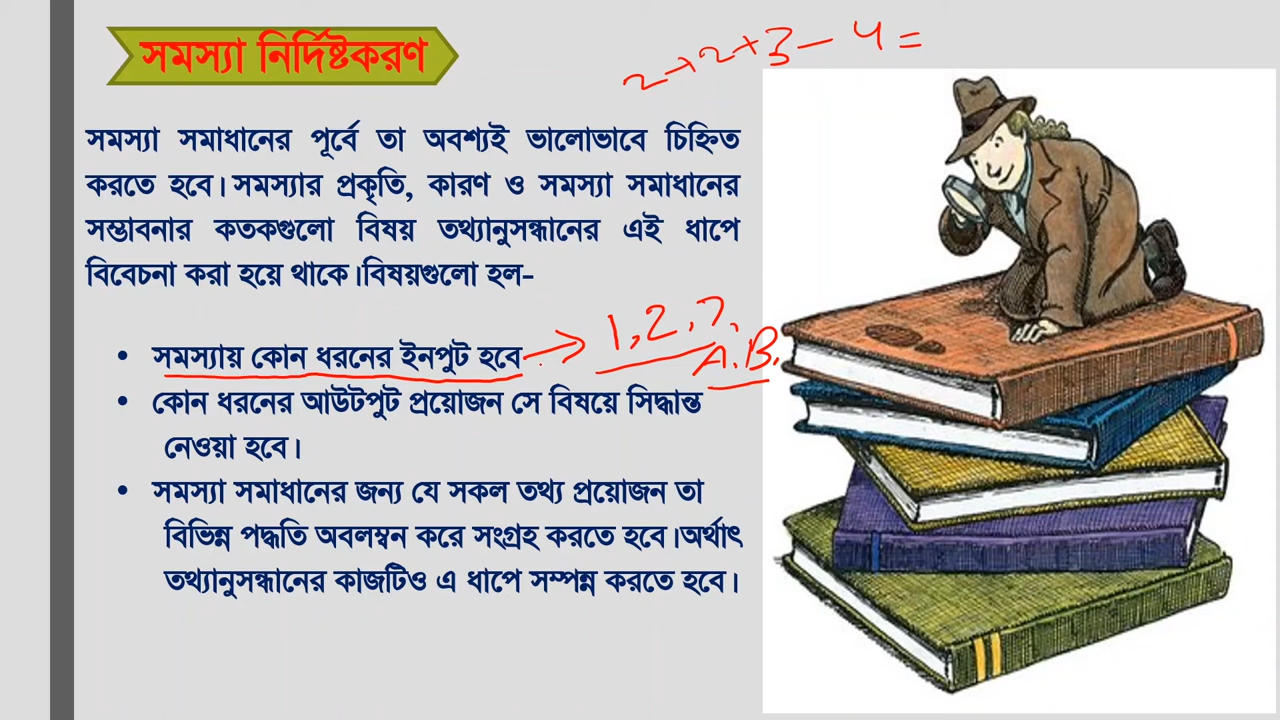 সমস্যা নির্দিষ্টকরণ
2+2+3-4=
সমস্যা সমাধানের পূর্বে তা অবশ্যই ভালোভাবে চিহ্নিত
করতে হবে। সমস্যার প্রকৃতি, কারণ ও সমস্যা সমাধানের
সম্ভাবনার কতকগুলো বিষয় তথ্যানুসন্ধানের এই ধাপে
বিবেচনা করা হয়ে থাকে।বিষয়গুলো হল-
• সমস্যায় কোন ধরনের ইনপুট হবে → 1, 2,
A. B.
• কোন ধরনের আউটপুট প্রয়োজন সে বিষয়ে সিদ্ধান্ত
নেওয়া হবে।
• সমস্যা সমাধানের জন্য যে সকল তথ্য প্রয়োজন তা
বিভিন্ন পদ্ধতি অবলম্বন করে সংগ্রহ করতে হবে।অর্থাৎ
তথ্যানুসন্ধানের কাজটিও এ ধাপে সম্পন্ন করতে হবে।